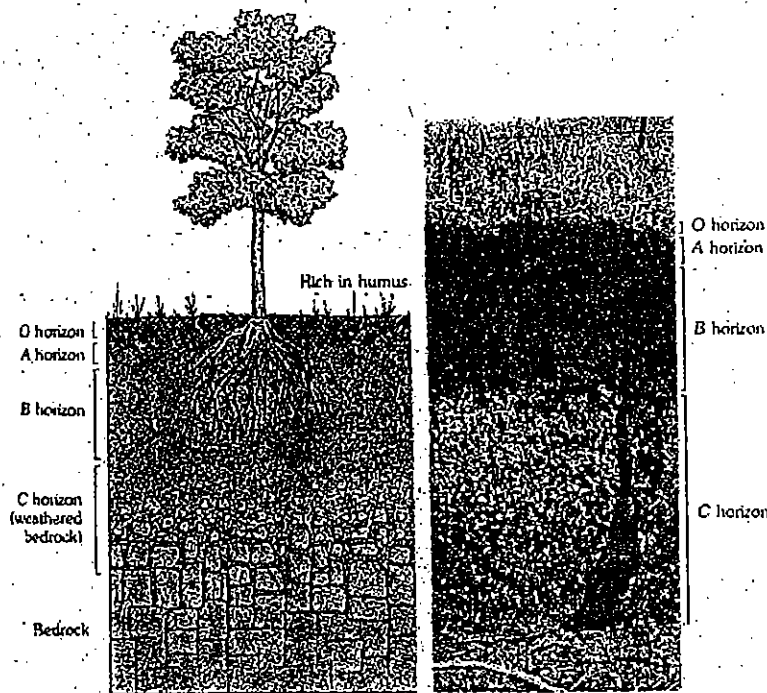 Rich in humus
O horizon
A horizon
B horizon
C horizon
(weathered
bedrock)
Bedrock
O horizon
A horizon
B horizon
C horizon